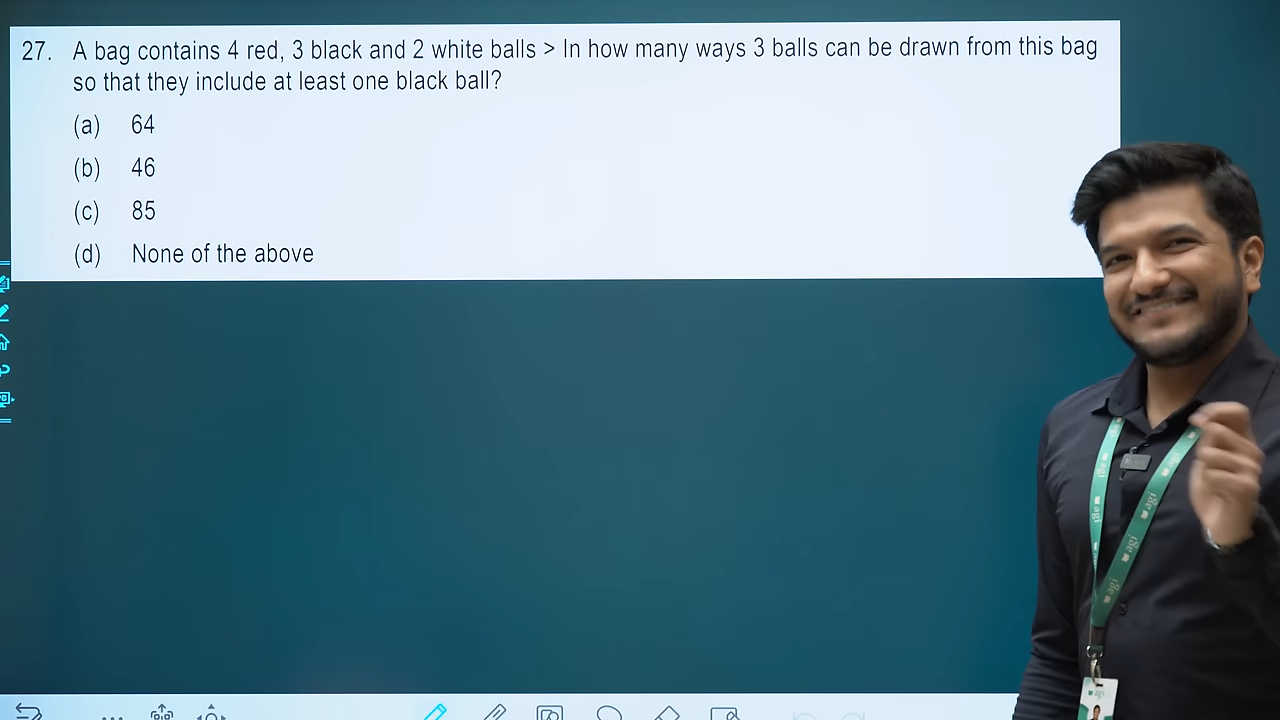 27. A bag contains 4 red, 3 black and 2 white balls > In how many ways 3 balls can be drawn from this bag
so that they include at least one black ball?
(a) 64
(b) 46
(c) 85
(d) None of the above